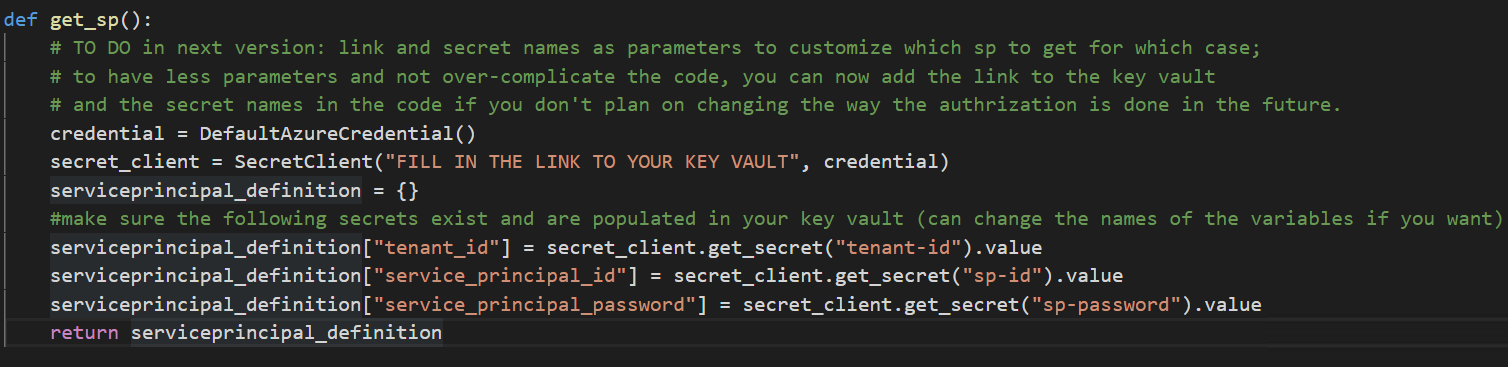 def get_sp():
    # TO DO in next version: link and secret names as parameters to customize which sp to get for which case;
    # to have less parameters and not over-complicate the code, you can now add the link to the key vault
    # and the secret names in the code if you don't plan on changing the way the authrization is done in the future.
    credential = DefaultAzureCredential()
    secret_client = SecretClient("FILL IN THE LINK TO YOUR KEY VAULT", credential)
    serviceprincipal_definition = {}
    #make sure the following secrets exist and are populated in your key vault (can change the names of the variables if you want)
    serviceprincipal_definition["tenant_id"] = secret_client.get_secret("tenant-id").value
    serviceprincipal_definition["service_principal_id"] = secret_client.get_secret("sp-id").value
    serviceprincipal_definition["service_principal_password"] = secret_client.get_secret("sp-password").value
    return serviceprincipal_definition